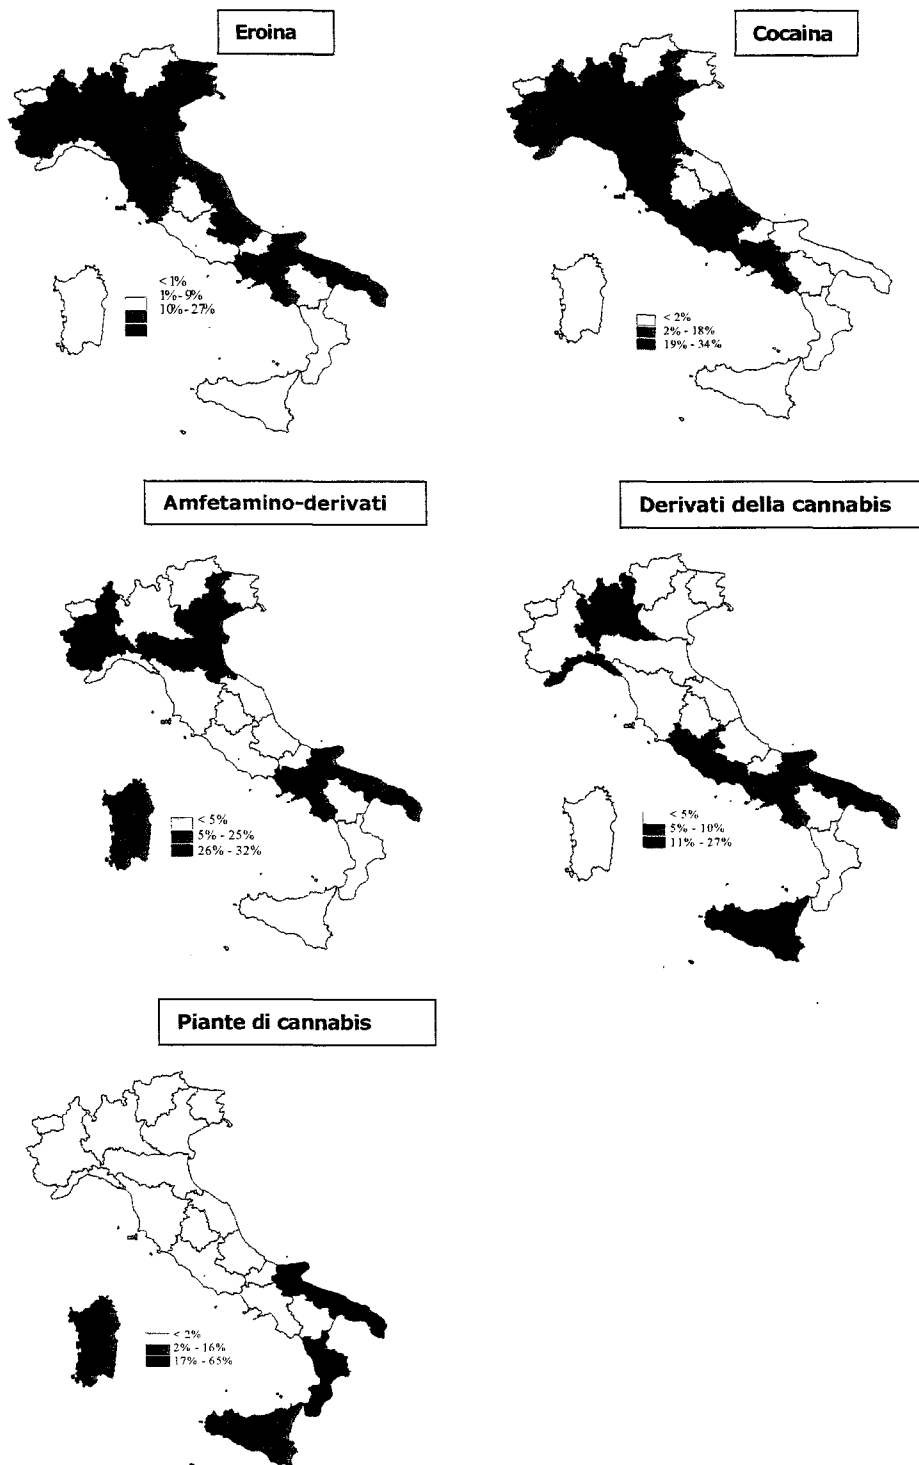 Eroina
Cocaina
< 1%
1%- 9%
10%- 27%
< 2%
2% - 18%
19% - 34%
Amfetamino-derivati
Derivati della cannabis
< 5%
5% - 25%
26% - 32%
< 5%
5% - 10%
11% - 27%
Piante di cannabis
< 2%
2% - 16%
17% - 65%